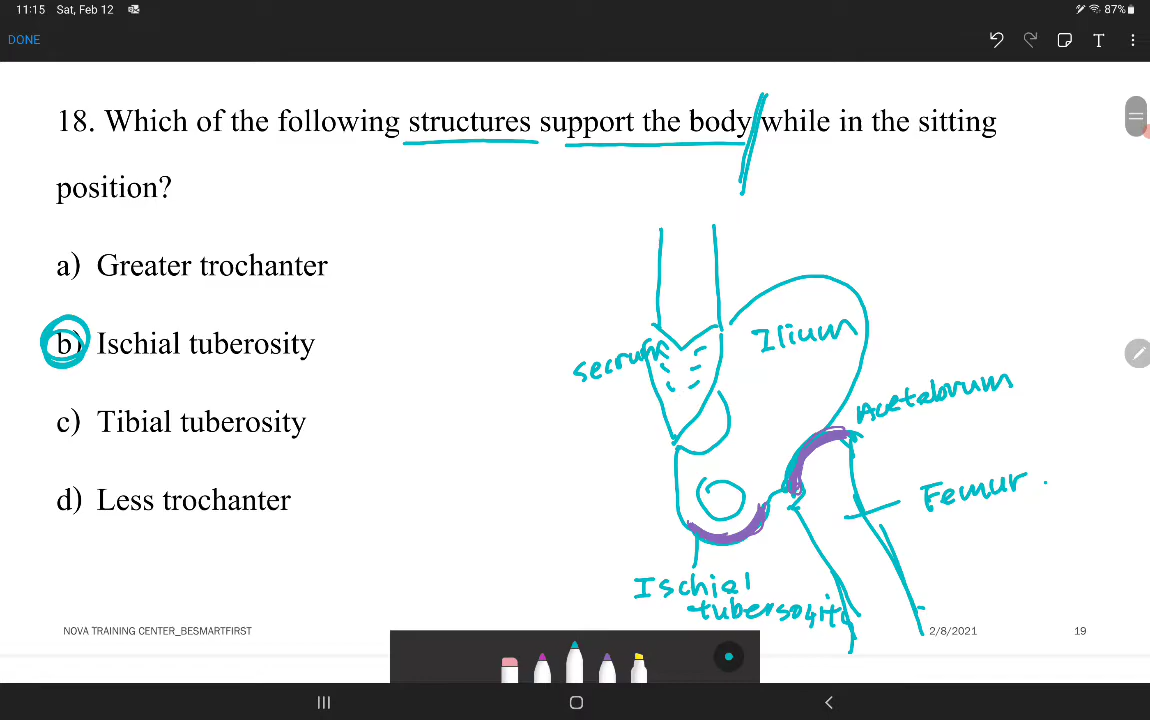 11:15 Sat, Feb 12 87%
DONE T
18. Which of the following structures support the body while in the sitting
position?
a) Greater trochanter
b) Ischial tuberosity
c) Tibial tuberosity
d) Less trochanter
Ilium
secrum
Acetabrum
Femur
Ischial
tubersosity
NOVA TRAINING CENTER_BESMARTFIRST 2/8/2021 19